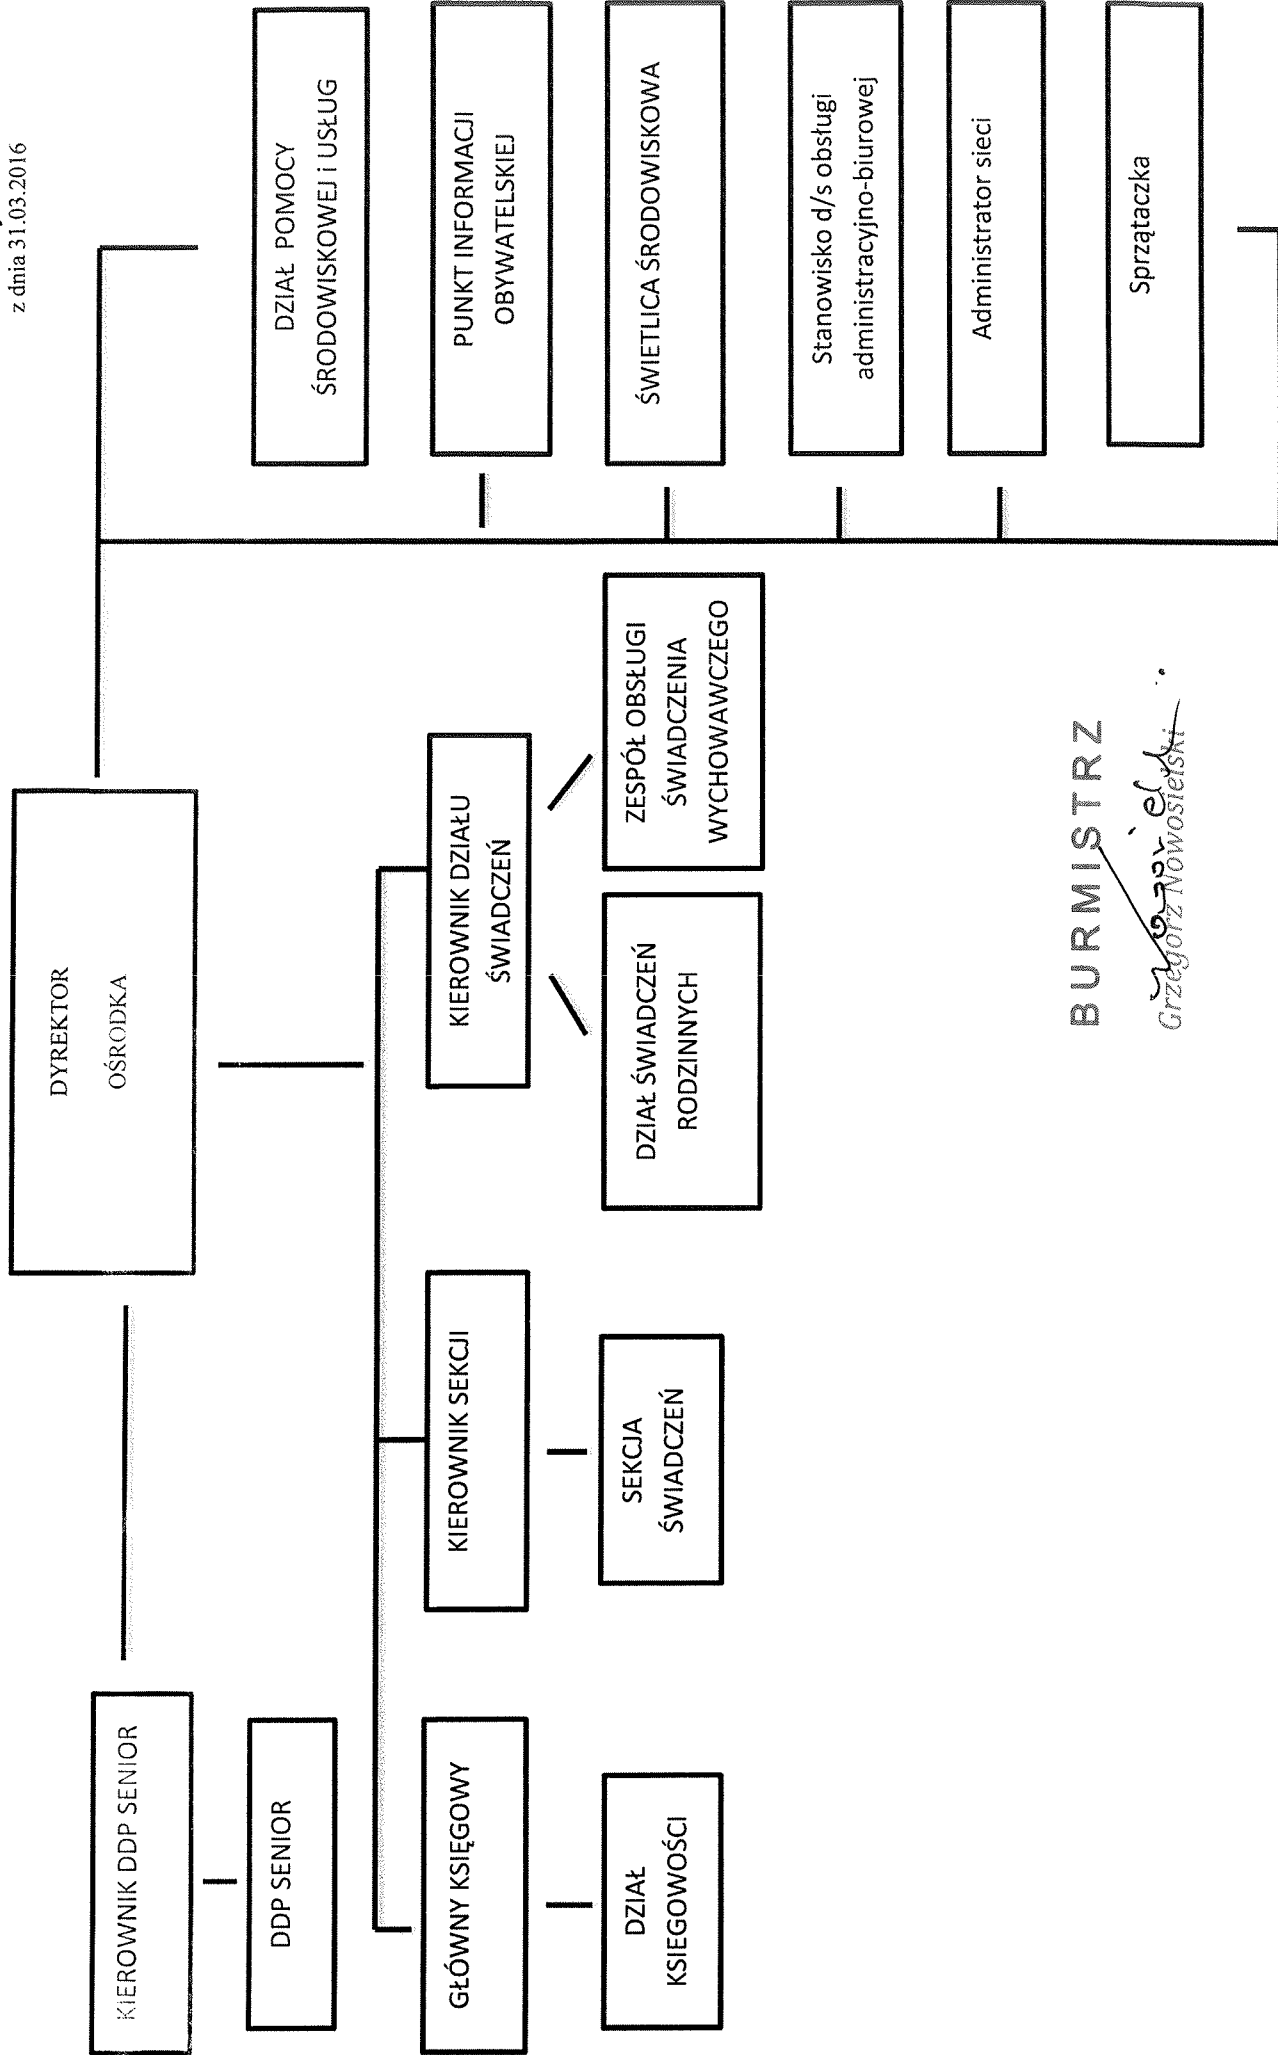 z dnia 31.03.2016
DYREKTOR
OŚRODKA
KIEROWNIK DDP SENIOR
DDP SENIOR
GŁÓWNY KSIĘGOWY
DZIAŁ
KSIEGOWOŚCI
KIEROWNIK SEKCJI
SEKCJA
ŚWIADCZEŃ
KIEROWNIK DZIAŁU
ŚWIADCZEŃ
DZIAŁ ŚWIADCZEŃ
RODZINNYCH
ZESPÓŁ OBSŁUGI
ŚWIADCZENIA
WYCHOWAWCZEGO
DZIAŁ POMOCY
ŚRODOWISKOWEJ i USŁUG
PUNKT INFORMACJI
OBYWATELSKIEJ
ŚWIETLICA ŚRODOWISKOWA
Stanowisko d/s obsługi
administracyjno-biurowej
Administrator sieci
Sprzątaczka
BURMISTRZ
Grzegorz Nowosielski